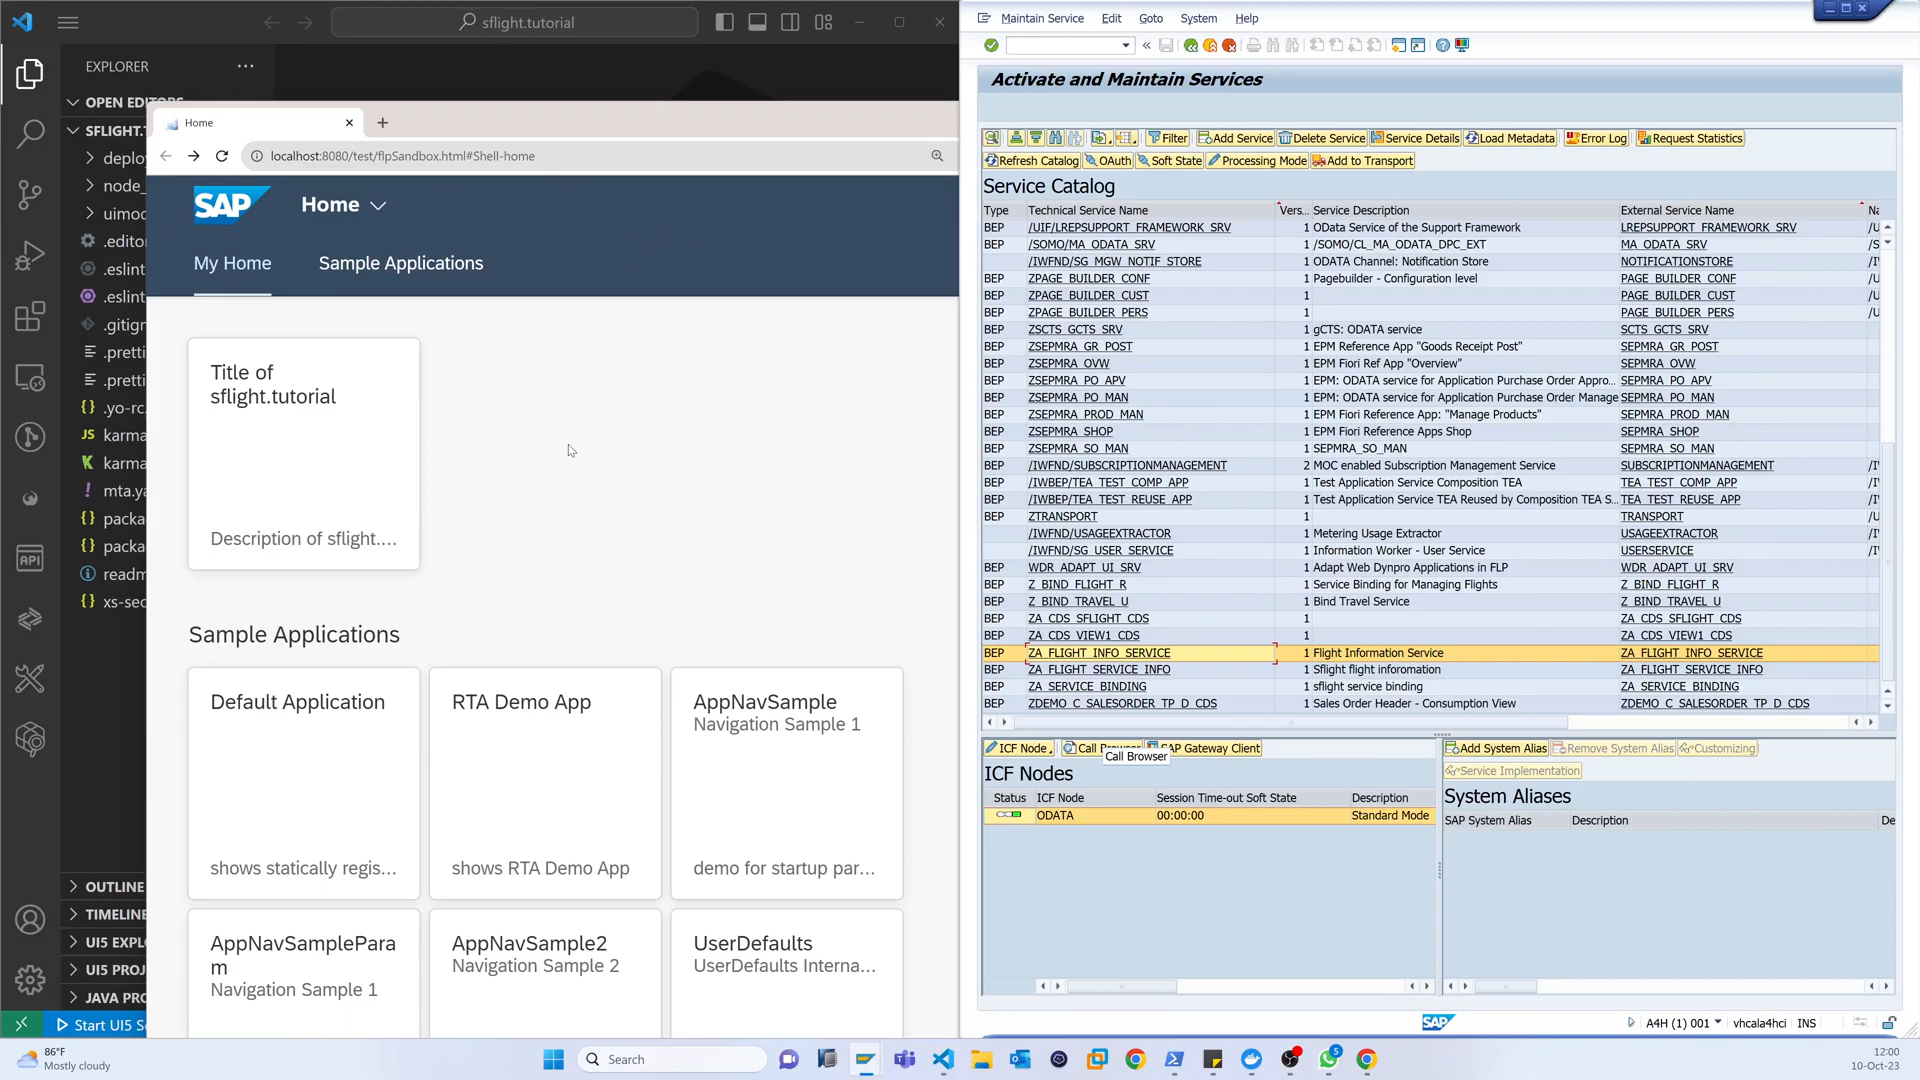 sflight.tutorial
EXPLORER
OPEN EDITORS
SFLIGHT.T
deploy
node_
uimod
.editor
.eslint
.eslint
.gitign
.pretti
.pretti
.yo-rc.
karma
karma
mta.ya
packa
packa
readm
xs-sec
OUTLINE
TIMELINE
UI5 EXPL
UI5 PROJ
JAVA PRO
Start UI5 Se
Home
localhost:8080/test/flpSandbox.html#Shell-home
SAP
Home
My Home
Sample Applications
Title of
sflight.tutorial
Description of sflight....
Sample Applications
Default Application
shows statically regis...
RTA Demo App
shows RTA Demo App
AppNavSample
Navigation Sample 1
demo for startup par...
AppNavSamplePara
m
Navigation Sample 1
AppNavSample2
Navigation Sample 2
UserDefaults
UserDefaults Interna...
Maintain Service Edit Goto System Help
Activate and Maintain Services
Filter Add Service Delete Service Service Details Load Metadata Error Log Request Statistics
Refresh Catalog OAuth Soft State Processing Mode Add to Transport
Service Catalog
Type Technical Service Name Vers... Service Description External Service Name Na
BEP /UIF/LREPSUPPORT_FRAMEWORK_SRV 1 OData Service of the Support Framework LREPSUPPORT_FRAMEWORK_SRV /U
BEP /SOMO/MA_ODATA_SRV 1 /SOMO/CL_MA_ODATA_DPC_EXT MA_ODATA_SRV /S
/IWFND/SG_MGW_NOTIF_STORE 1 ODATA Channel: Notification Store NOTIFICATIONSTORE /I
BEP ZPAGE_BUILDER_CONF 1 Pagebuilder - Configuration level PAGE_BUILDER_CONF /U
BEP ZPAGE_BUILDER_CUST 1 PAGE_BUILDER_CUST /U
BEP ZPAGE_BUILDER_PERS 1 PAGE_BUILDER_PERS /U
BEP ZSCTS_GCTS_SRV 1 gCTS: ODATA service SCTS_GCTS_SRV
BEP ZSEPMRA_GR_POST 1 EPM Reference App "Goods Receipt Post" SEPMRA_GR_POST
BEP ZSEPMRA_OVW 1 EPM Fiori Ref App "Overview" SEPMRA_OVW
BEP ZSEPMRA_PO_APV 1 EPM: ODATA service for Application Purchase Order Appro... SEPMRA_PO_APV
BEP ZSEPMRA_PO_MAN 1 EPM: ODATA service for Application Purchase Order Manage SEPMRA_PO_MAN
BEP ZSEPMRA_PROD_MAN 1 EPM Fiori Reference App: "Manage Products" SEPMRA_PROD_MAN
BEP ZSEPMRA_SHOP 1 EPM Fiori Reference Apps Shop SEPMRA_SHOP
BEP ZSEPMRA_SO_MAN 1 SEPMRA_SO_MAN SEPMRA_SO_MAN
BEP /IWFND/SUBSCRIPTIONMANAGEMENT 2 MOC enabled Subscription Management Service SUBSCRIPTIONMANAGEMENT /I
BEP /IWBEP/TEA_TEST_COMP_APP 1 Test Application Service Composition TEA TEA_TEST_COMP_APP /I
BEP /IWBEP/TEA_TEST_REUSE_APP 1 Test Application Service TEA Reused by Composition TEA S... TEA_TEST_REUSE_APP /I
BEP ZTRANSPORT 1 TRANSPORT /U
/IWFND/USAGEEXTRACTOR 1 Metering Usage Extractor USAGEEXTRACTOR /I
/IWFND/SG_USER_SERVICE 1 Information Worker - User Service USERSERVICE /I
BEP WDR_ADAPT_UI_SRV 1 Adapt Web Dynpro Applications in FLP WDR_ADAPT_UI_SRV
BEP Z_BIND_FLIGHT_R 1 Service Binding for Managing Flights Z_BIND_FLIGHT_R
BEP Z_BIND_TRAVEL_U 1 Bind Travel Service Z_BIND_TRAVEL_U
BEP ZA_CDS_SFLIGHT_CDS 1 ZA_CDS_SFLIGHT_CDS
BEP ZA_CDS_VIEW1_CDS 1 ZA_CDS_VIEW1_CDS
BEP ZA_FLIGHT_INFO_SERVICE 1 Flight Information Service ZA_FLIGHT_INFO_SERVICE
BEP ZA_FLIGHT_SERVICE_INFO 1 Sflight flight inforomation ZA_FLIGHT_SERVICE_INFO
BEP ZA_SERVICE_BINDING 1 sflight service binding ZA_SERVICE_BINDING
BEP ZDEMO_C_SALESORDER_TP_D_CDS 1 Sales Order Header - Consumption View ZDEMO_C_SALESORDER_TP_D_CDS
ICF Node Call Browser SAP Gateway Client
Call Browser
ICF Nodes
Status ICF Node Session Time-out Soft State Description
ODATA 00:00:00 Standard Mode
Add System Alias Remove System Alias Customizing
Service Implementation
System Aliases
SAP System Alias Description De
SAP
A4H (1) 001 vhcala4hci INS
86°F
Mostly cloudy
Search
5
12:00
10-Oct-23